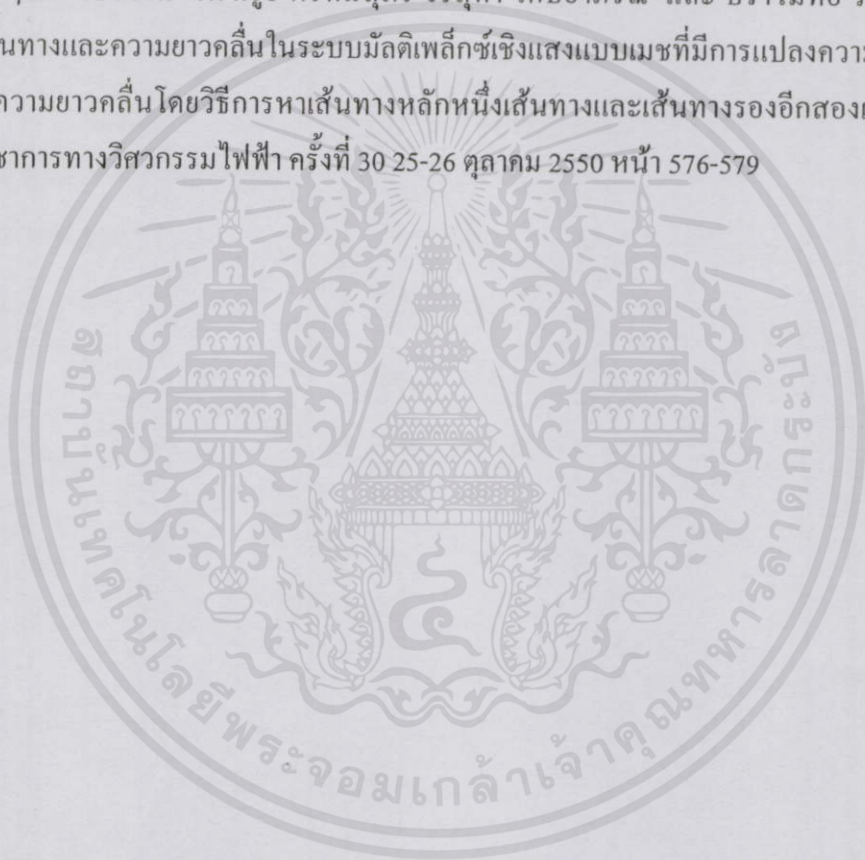 นทางและความยาวคลื่นในระบบมัลติเพล็กซ์เชิงแสงแบบเมชที่มีการแปลงความ
ความยาวคลื่นโดยวิธีการหาเส้นทางหลักหนึ่งเส้นทางและเส้นทางรองอีกสองเ
ชาการทางวิศวกรรมไฟฟ้า ครั้งที่ 30 25-26 ตุลาคม 2550 หน้า 576-579
สถาบันเทคโนโลยีพระจอมเกล้าเจ้าคุณทหารลาดกระบัง